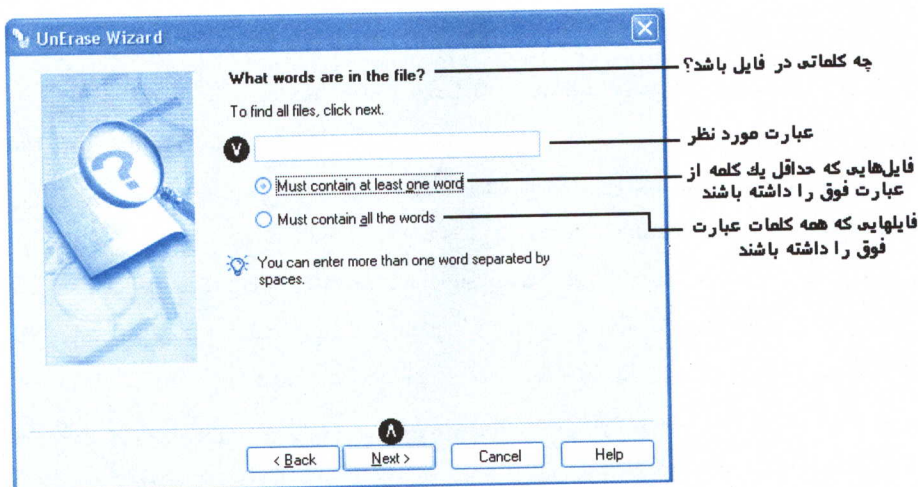 UnErase Wizard
What words are in the file?
چه کلماتی در فایل باشد؟
To find all files, click next.
۷
عبارت مورد نظر
Must contain at least one word
فایل‌هایی که حداقل یك کلمه از
عبارت فوق را داشته باشند
Must contain all the words
فایلهایی که همه کلمات عبارت
فوق را داشته باشند
You can enter more than one word separated by
spaces.
۸
< Back
Next >
Cancel
Help